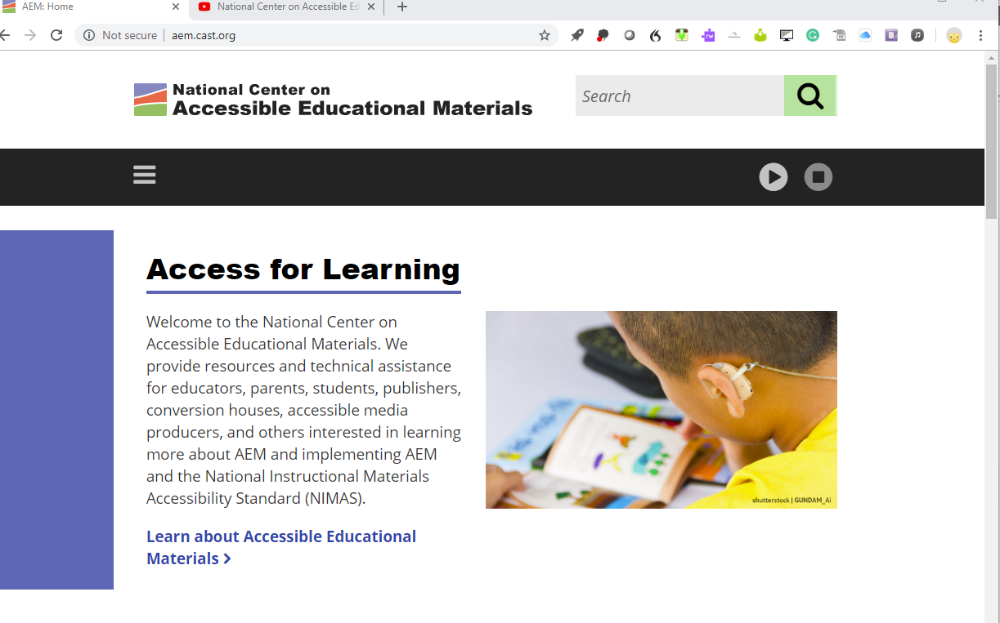 AEM: Home
National Center on Accessible Ed
Not secure
aem.cast.org
rw
G
National Center on
Accessible Educational Materials
Search
Access for Learning
Welcome to the National Center on
Accessible Educational Materials. We
provide resources and technical assistance
for educators, parents, students, publishers,
conversion houses, accessible media
producers, and others interested in learning
more about AEM and implementing AEM
and the National Instructional Materials
Accessibility Standard (NIMAS).
shutterstock | GUNDAM_Ai
Learn about Accessible Educational
Materials